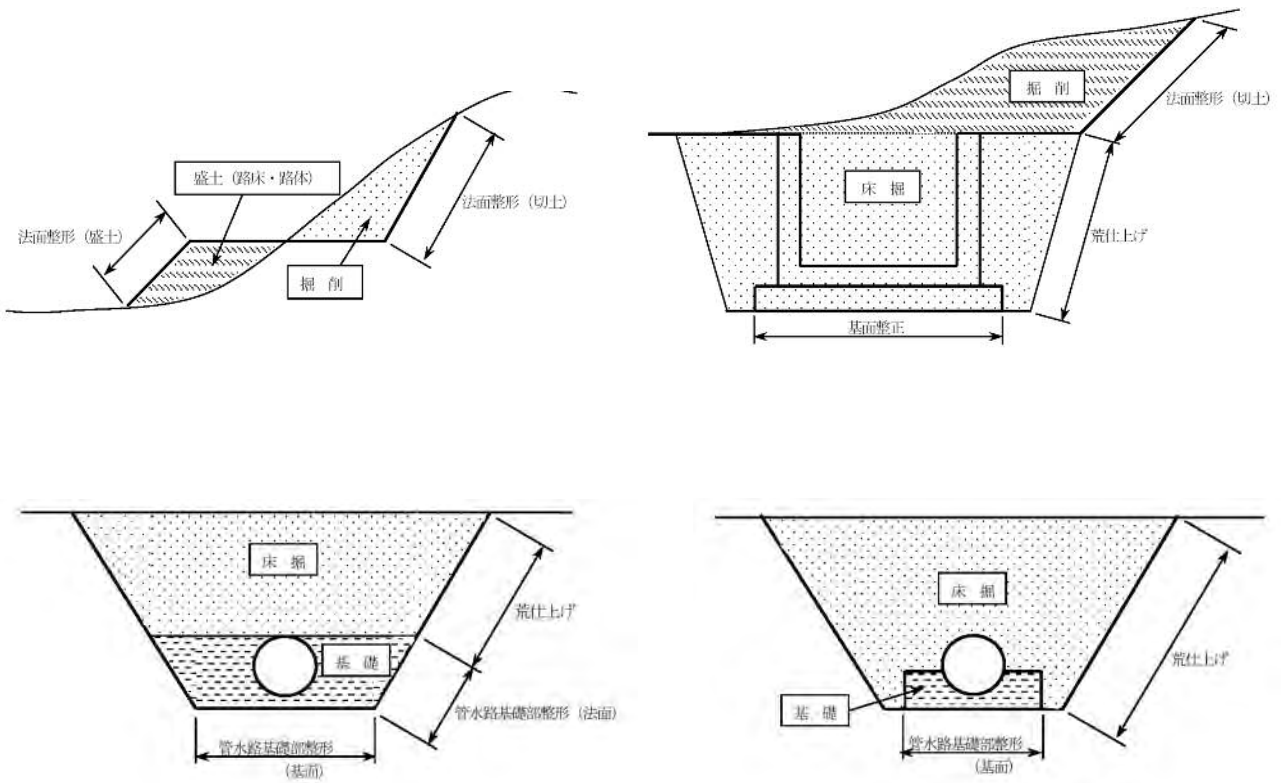 盛土（路床・路体）
法面整形（盛土）
法面整形（切土）
掘 削
掘 削
法面整形（切土）
床 掘
荒仕上げ
基面整正
床 掘
荒仕上げ
基 礎
管水路基礎部整形（法面）
管水路基礎部整形
（基面）
床 掘
荒仕上げ
基 礎
管水路基礎部整形
（基面）